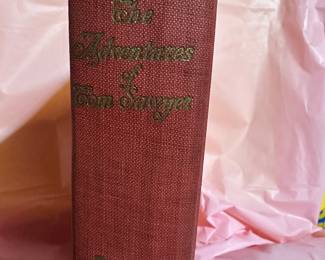 The
Adventures
of
Tom Sawyer